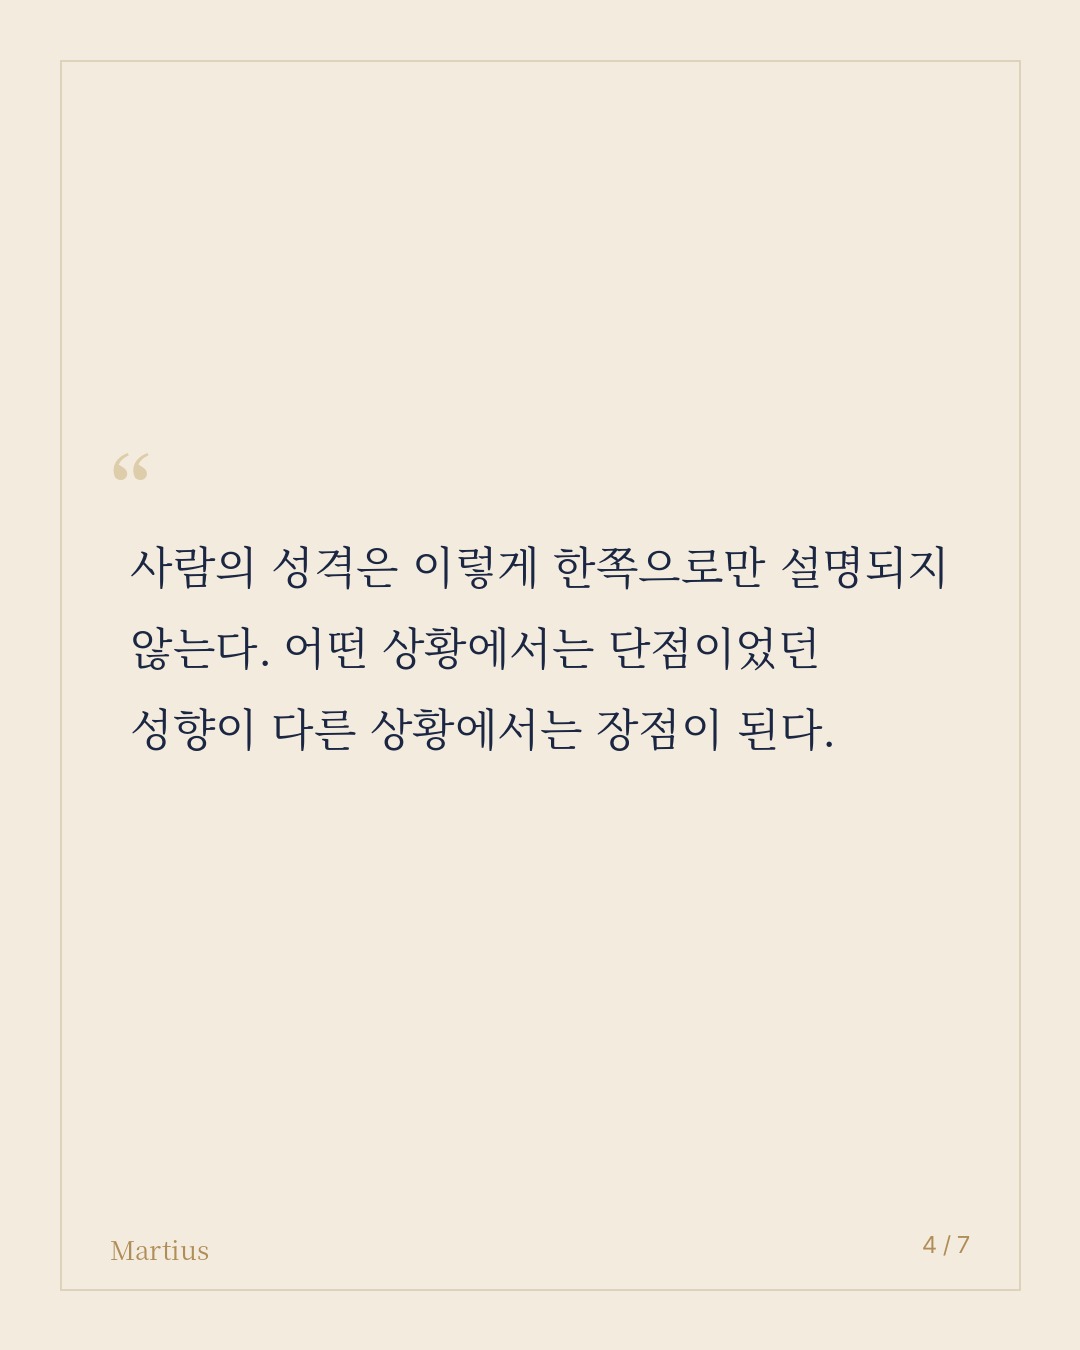 “
사람의 성격은 이렇게 한쪽으로만 설명되지
않는다. 어떤 상황에서는 단점이었던
성향이 다른 상황에서는 장점이 된다.
Martius
4 / 7